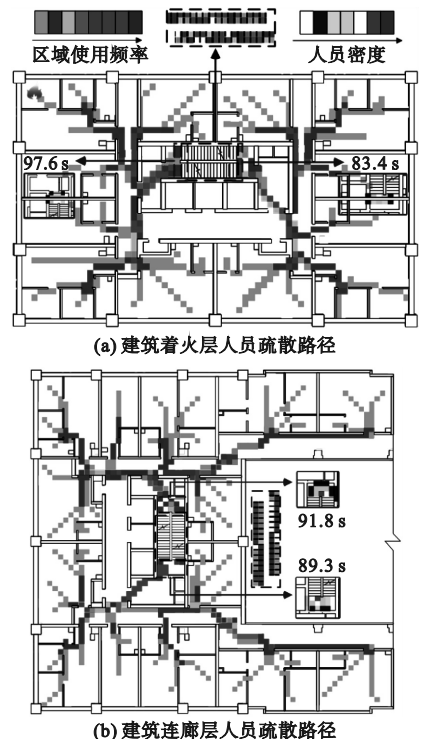 区域使用频率
人员密度
97.6 s
83.4 s
(a) 建筑着火层人员疏散路径
91.8 s
89.3 s
(b) 建筑连廊层人员疏散路径